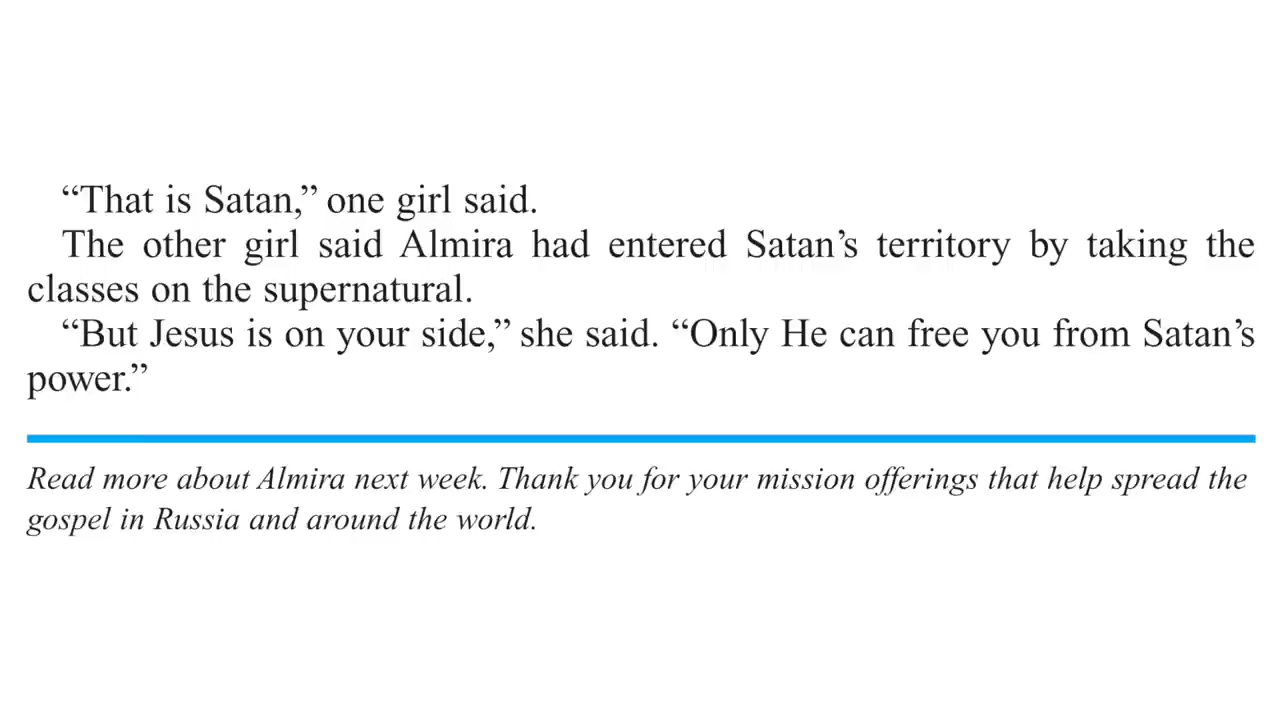 “That is Satan,” one girl said.
The other girl said Almira had entered Satan’s territory by taking the
classes on the supernatural.
“But Jesus is on your side,” she said. “Only He can free you from Satan’s
power.”
Read more about Almira next week. Thank you for your mission offerings that help spread the
gospel in Russia and around the world.